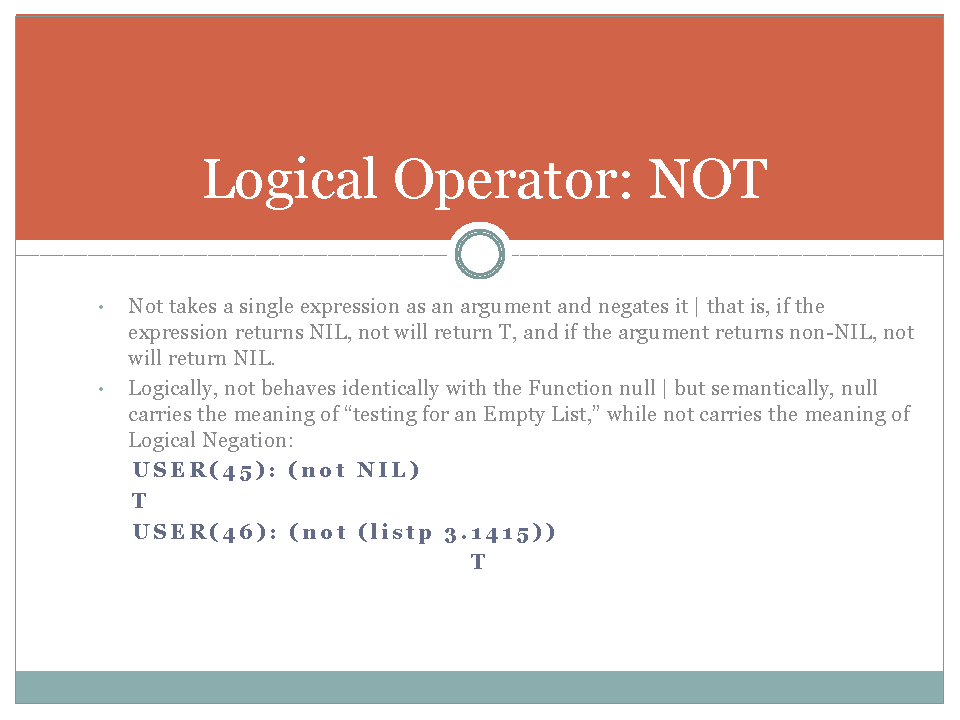 Logical Operator: NOT
• Not takes a single expression as an argument and negates it | that is, if the
expression returns NIL, not will return T, and if the argument returns non-NIL, not
will return NIL.
• Logically, not behaves identically with the Function null | but semantically, null
carries the meaning of “testing for an Empty List,” while not carries the meaning of
Logical Negation:
USER(45): (not NIL)
T
USER(46): (not (listp 3.1415))
T